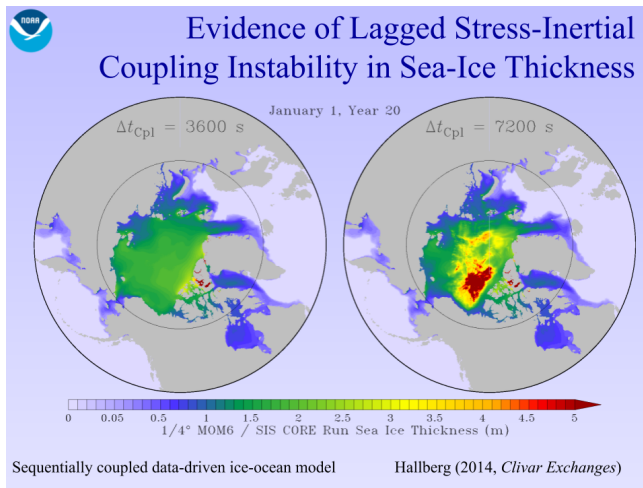 NOAA
Evidence of Lagged Stress-Inertial
Coupling Instability in Sea-Ice Thickness
January 1, Year 20
Δt_Cpl = 3600 s
Δt_Cpl = 7200 s
0 0.05 0.5 1 1.5 2 2.5 3 3.5 4 4.5 5
1/4° MOM6 / SIS CORE Run Sea Ice Thickness (m)
Sequentially coupled data-driven ice-ocean model
Hallberg (2014, Clivar Exchanges)